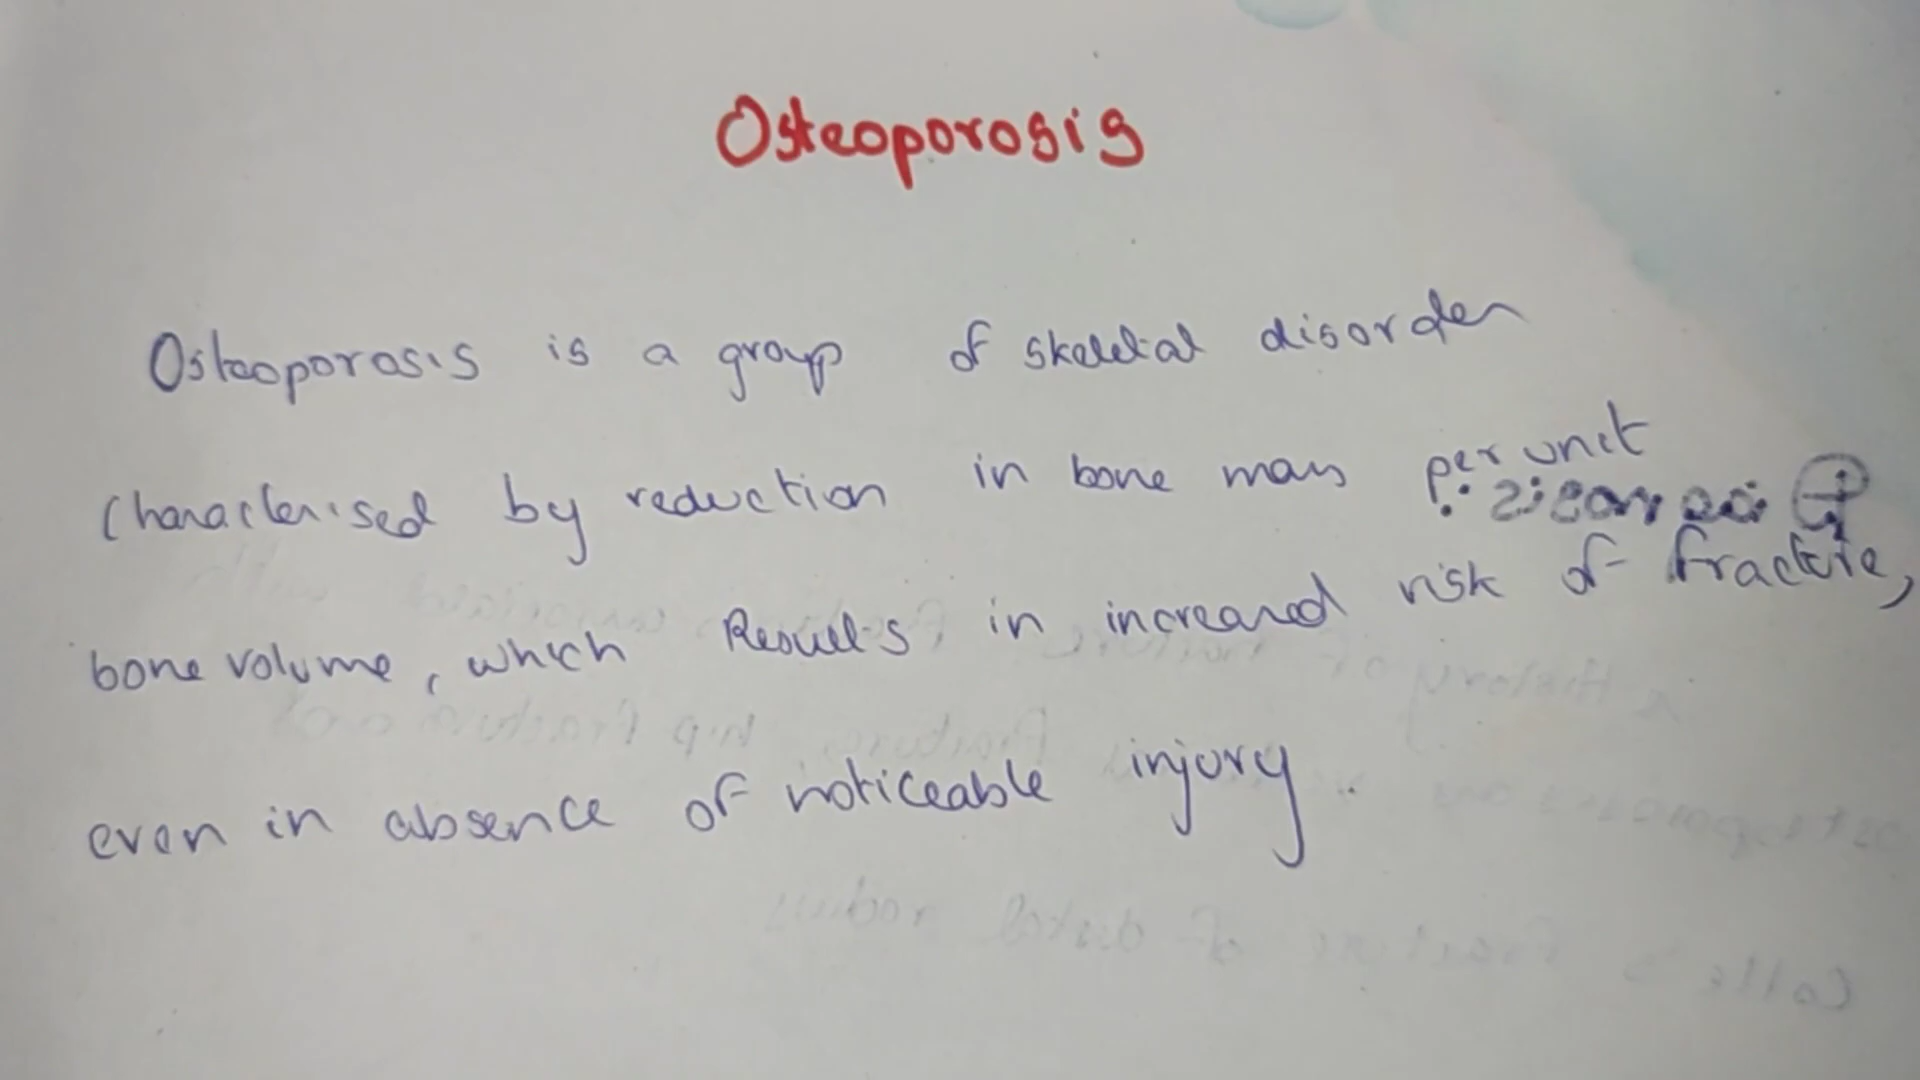 Osteoporosis
Osteoporosis is a group of skeletal disorder
Characterised by reduction in bone mass per unit
bone volume, which Results in increased risk of fracture,
even in absence of noticeable injury.